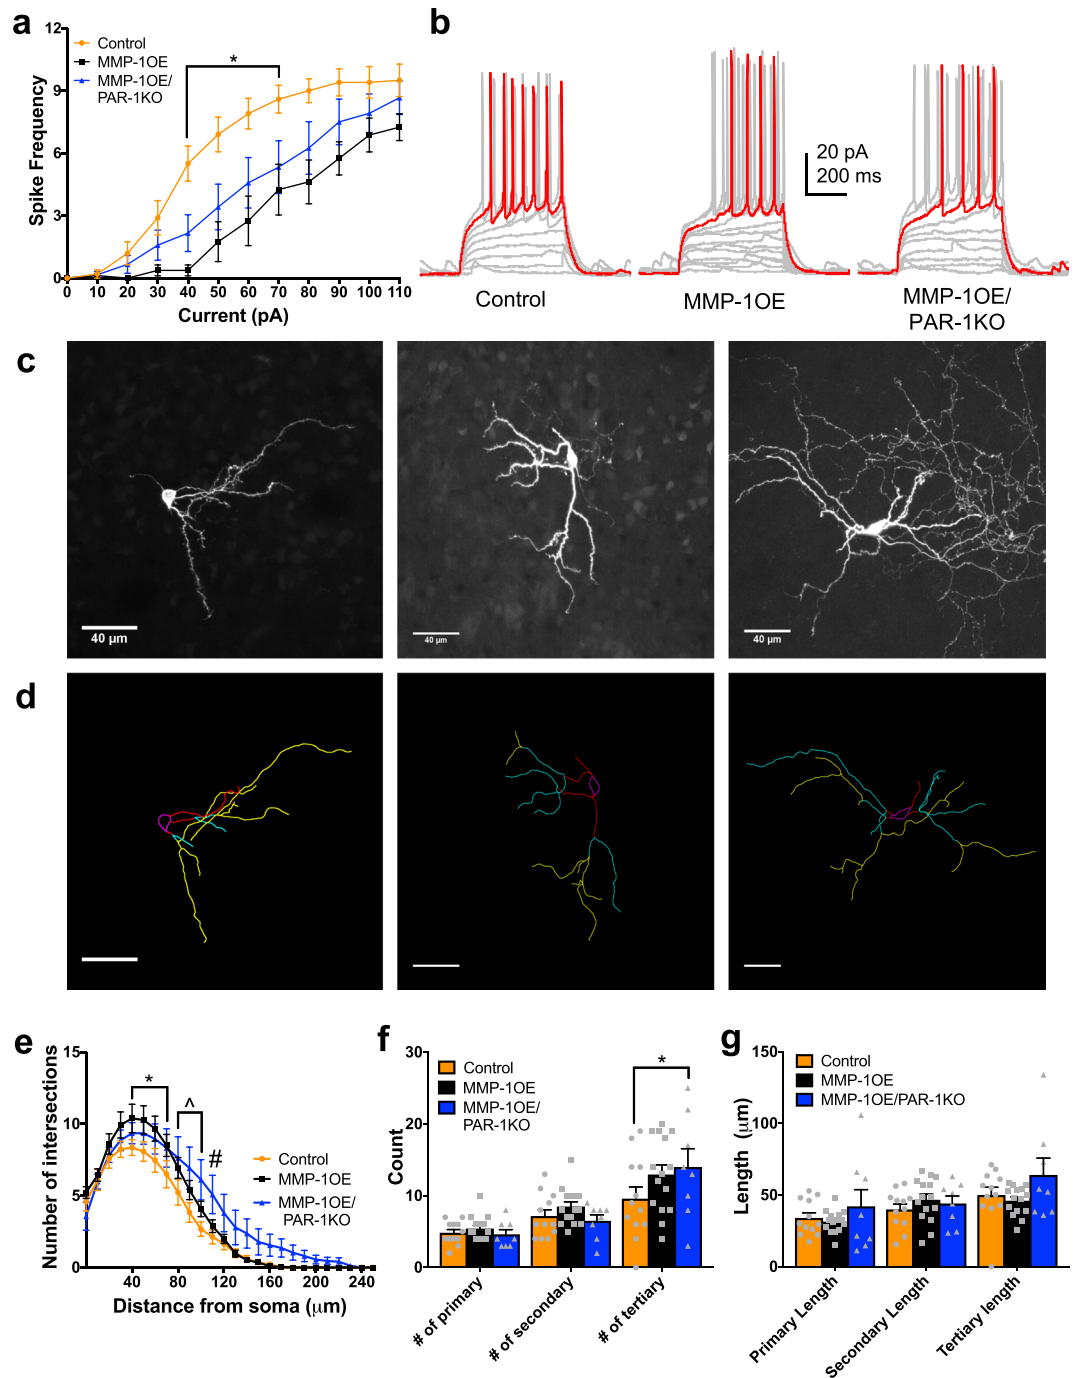 a
12
9
6
3
0
Spike Frequency
Control
MMP-1OE
MMP-1OE/
PAR-1KO
*
0 10 20 30 40 50 60 70 80 90 100 110
Current (pA)
b
20 pA
200 ms
Control
MMP-1OE
MMP-1OE/
PAR-1KO
c
40 µm
40 µm
40 µm
d
e
15
10
5
0
Number of intersections
*
^
#
Control
MMP-1OE
MMP-1OE/
PAR-1KO
40 80 120 160 200 240
Distance from soma (µm)
f
30
20
10
0
Count
Control
MMP-1OE
MMP-1OE/
PAR-1KO
*
# of primary
# of secondary
# of tertiary
g
150
100
50
0
Length (µm)
Control
MMP-1OE
MMP-1OE/PAR-1KO
Primary Length
Secondary Length
Tertiary length